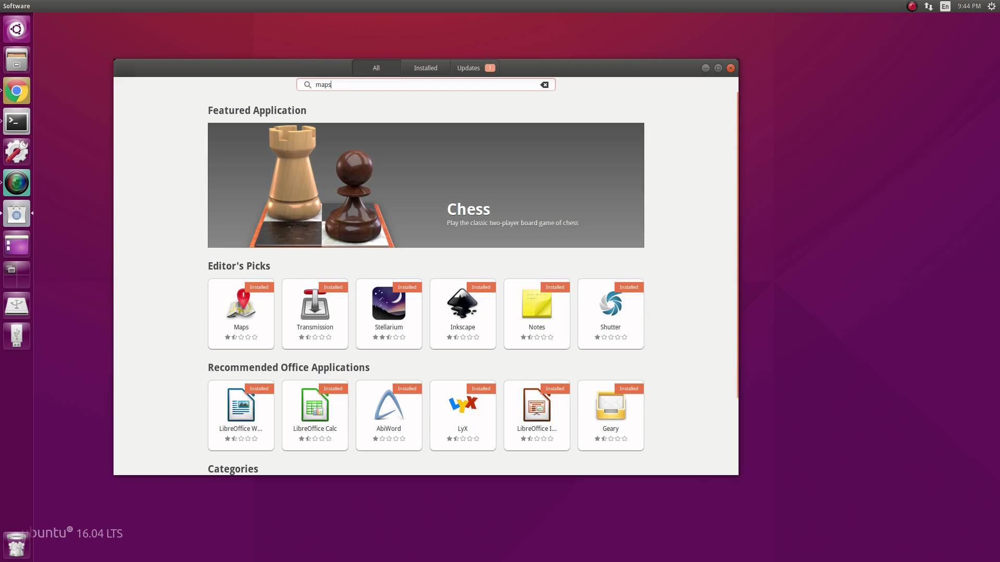 Software
En
9:44 PM
All
Installed
Updates
1
maps
Featured Application
Chess
Play the classic two-player board game of chess
Editor's Picks
Installed
Installed
Installed
Installed
Installed
Installed
Maps
Transmission
Stellarium
Inkscape
Notes
Shutter
Recommended Office Applications
Installed
Installed
Installed
Installed
Installed
Installed
LibreOffice W...
LibreOffice Calc
AbiWord
LyX
LibreOffice I...
Geary
Categories
ubuntu 16.04 LTS